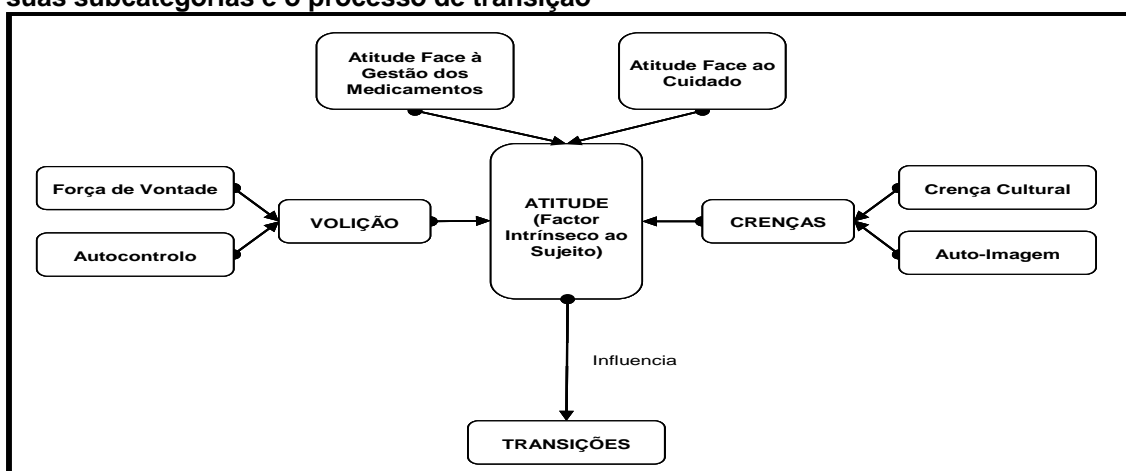 suas subcategorias e o processo de transição
Atitude Face à
Gestão dos
Medicamentos
Atitude Face ao
Cuidado
Força de Vontade
Autocontrolo
VOLIÇÃO
ATITUDE
(Factor
Intrínseco ao
Sujeito)
CRENÇAS
Crença Cultural
Auto-Imagem
Influencia
TRANSIÇÕES